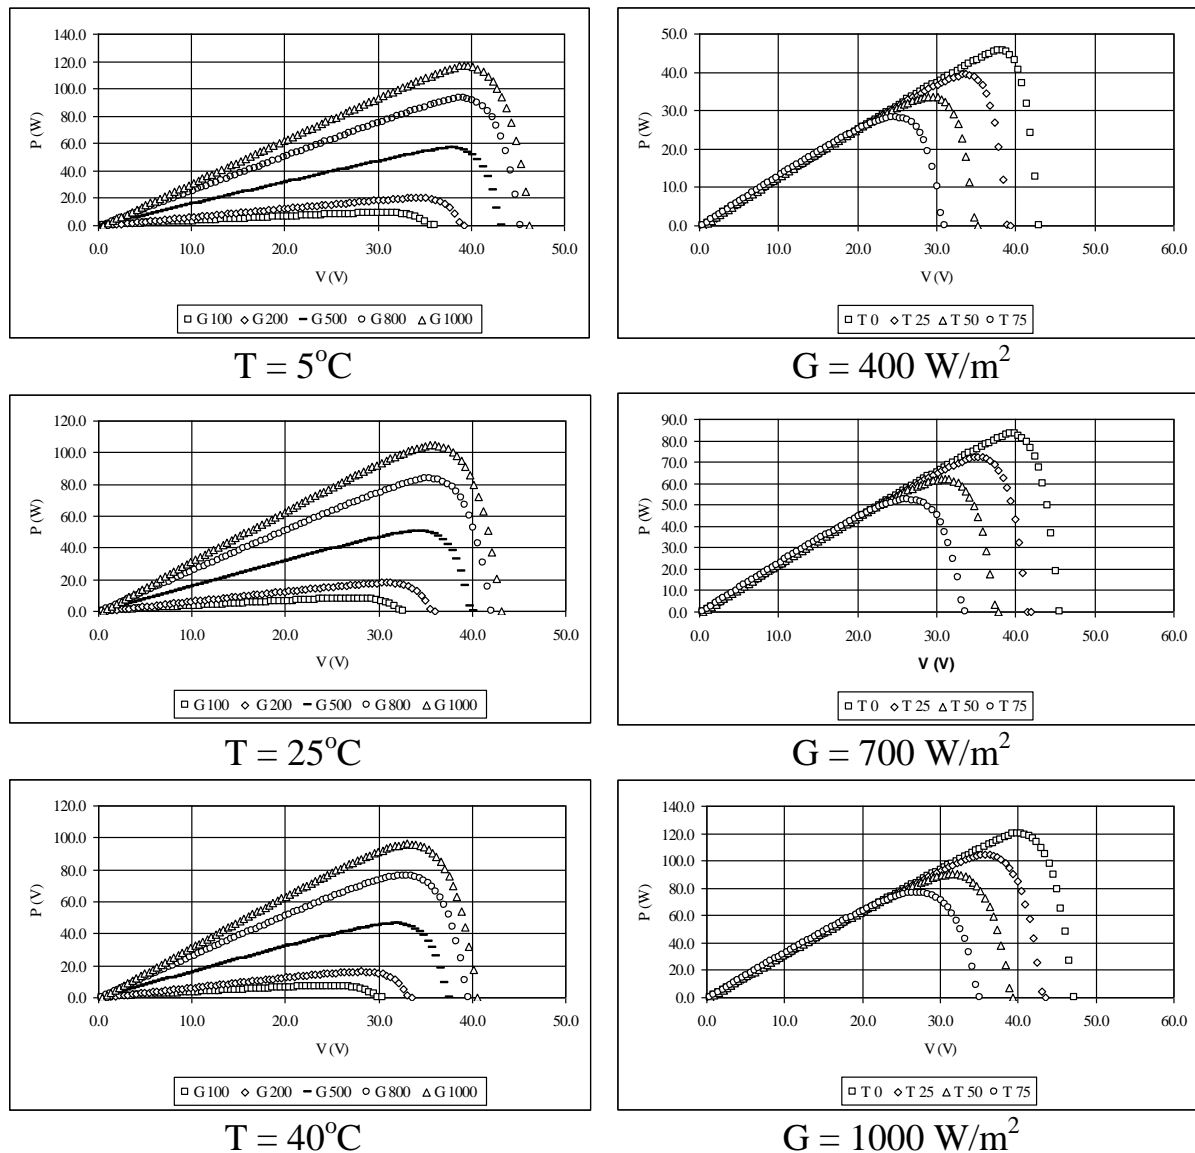 140.0
120.0
100.0
80.0
60.0
40.0
20.0
0.0
P (W)
0.0 10.0 20.0 30.0 40.0 50.0
V (V)
G 100 G 200 G 500 G 800 G 1000
T = 5°C
50.0
40.0
30.0
20.0
10.0
0.0
P (W)
0.0 10.0 20.0 30.0 40.0 50.0 60.0
V (V)
T 0 T 25 T 50 T 75
G = 400 W/m²
120.0
100.0
80.0
60.0
40.0
20.0
0.0
P (W)
0.0 10.0 20.0 30.0 40.0 50.0
V (V)
G 100 G 200 G 500 G 800 G 1000
T = 25°C
90.0
80.0
70.0
60.0
50.0
40.0
30.0
20.0
10.0
0.0
P (W)
0.0 10.0 20.0 30.0 40.0 50.0 60.0
V (V)
T 0 T 25 T 50 T 75
G = 700 W/m²
120.0
100.0
80.0
60.0
40.0
20.0
0.0
P (V)
0.0 10.0 20.0 30.0 40.0 50.0
V (V)
G 100 G 200 G 500 G 800 G 1000
T = 40°C
140.0
120.0
100.0
80.0
60.0
40.0
20.0
0.0
P (W)
0.0 10.0 20.0 30.0 40.0 50.0 60.0
V (V)
T 0 T 25 T 50 T 75
G = 1000 W/m²